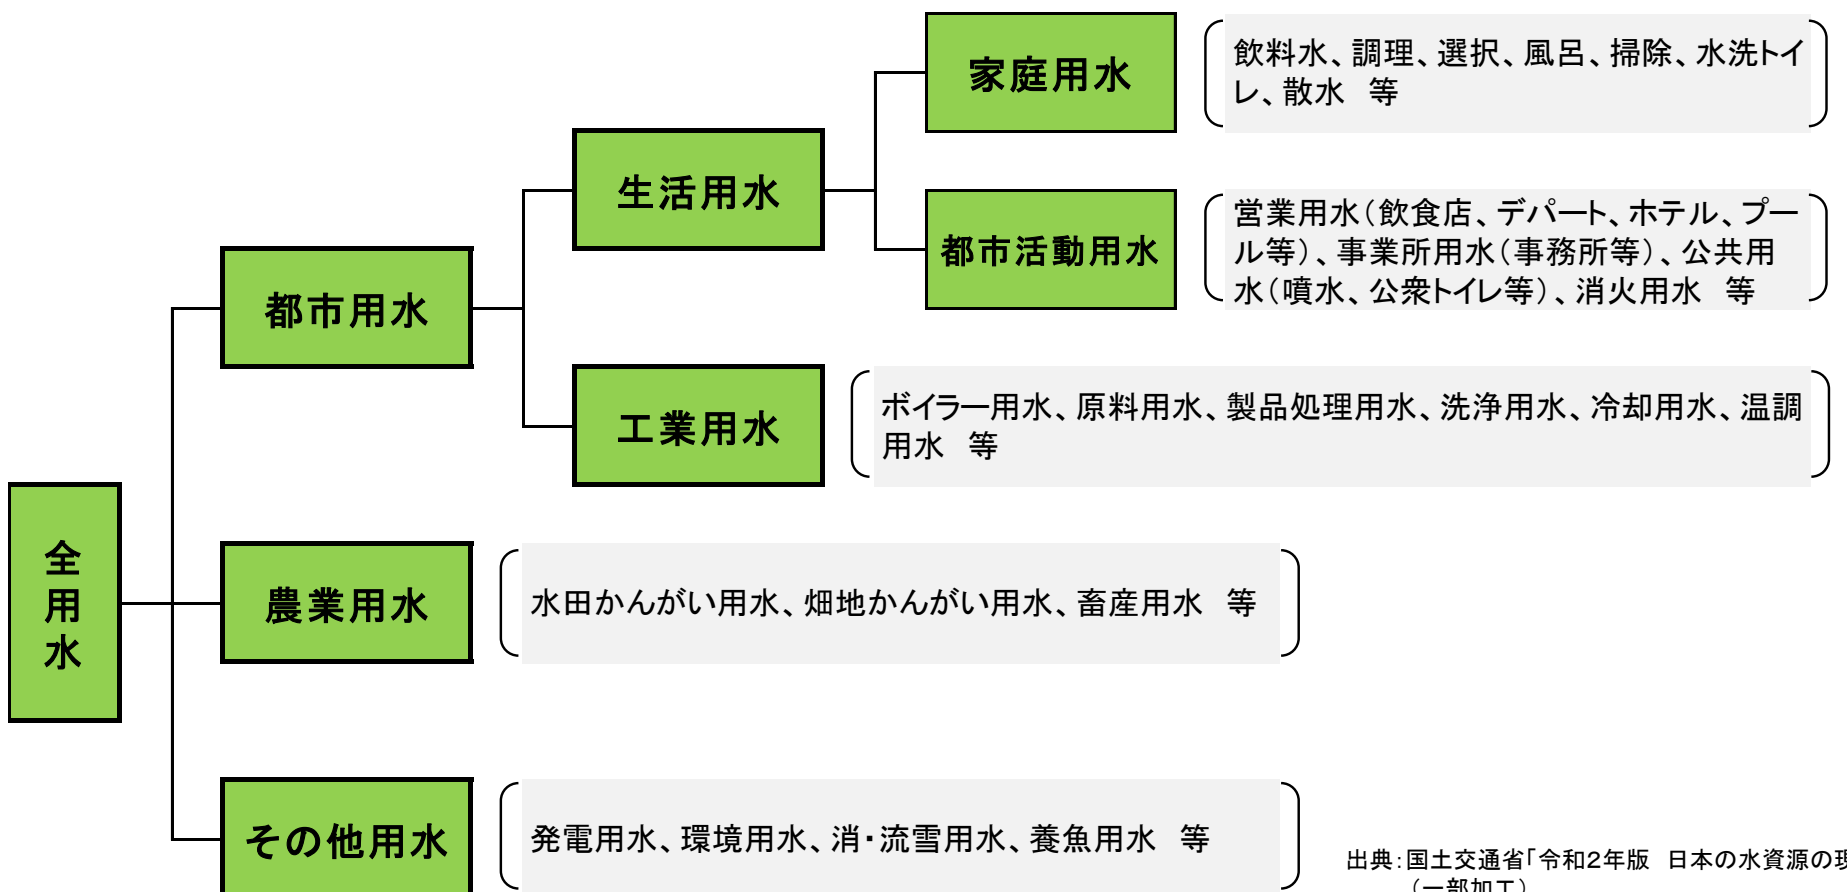 家庭用水
飲料水、調理、選択、風呂、掃除、水洗トイ
レ、散水　等
生活用水
都市活動用水
営業用水（飲食店、デパート、ホテル、プー
ル等）、事業所用水（事務所等）、公共用
水（噴水、公衆トイレ等）、消火用水　等
都市用水
工業用水
ボイラー用水、原料用水、製品処理用水、洗浄用水、冷却用水、温調
用水　等
全用水
農業用水
水田かんがい用水、畑地かんがい用水、畜産用水　等
その他用水
発電用水、環境用水、消・流雪用水、養魚用水　等
出典：国土交通省「令和2年版　日本の水資源の現
（一部加工）